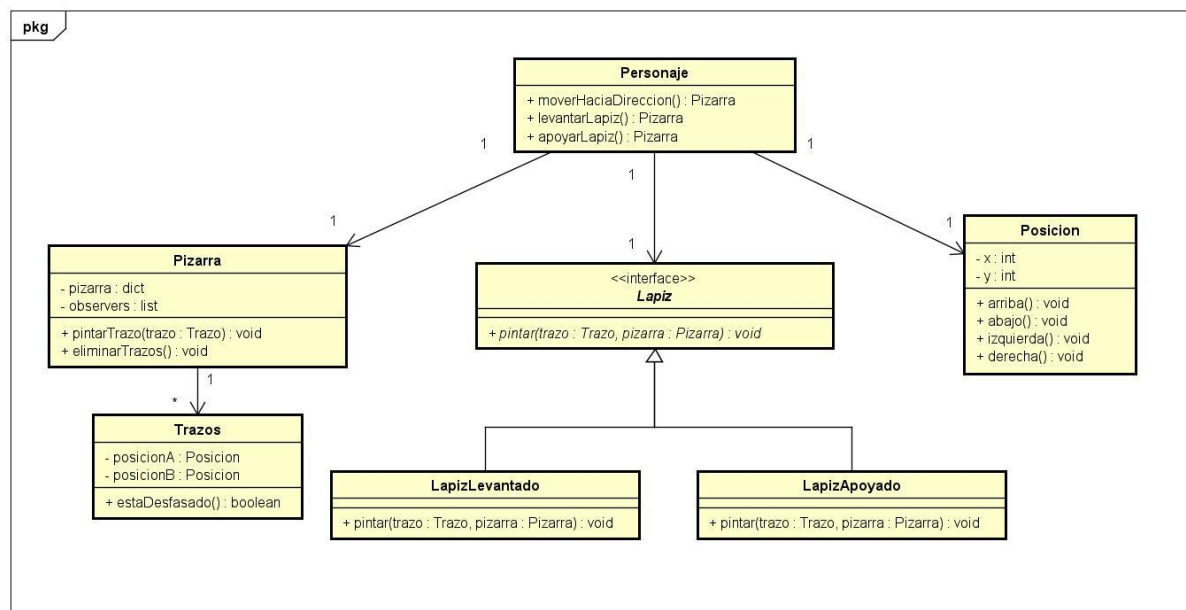 pkg
Personaje
+ moverHaciaDireccion() : Pizarra
+ levantarLapiz() : Pizarra
+ apoyarLapiz() : Pizarra
1
1
1
1
1
1
Pizarra
- pizarra : dict
- observers : list
+ pintarTrazo(trazo : Trazo) : void
+ eliminarTrazos() : void
<<interface>>
Lapiz
+ pintar(trazo : Trazo, pizarra : Pizarra) : void
Posicion
- x : int
- y : int
+ arriba() : void
+ abajo() : void
+ izquierda() : void
+ derecha() : void
1
*
Trazos
- posicionA : Posicion
- posicionB : Posicion
+ estaDesfasado() : boolean
LapizLevantado
+ pintar(trazo : Trazo, pizarra : Pizarra) : void
LapizApoyado
+ pintar(trazo : Trazo, pizarra : Pizarra) : void